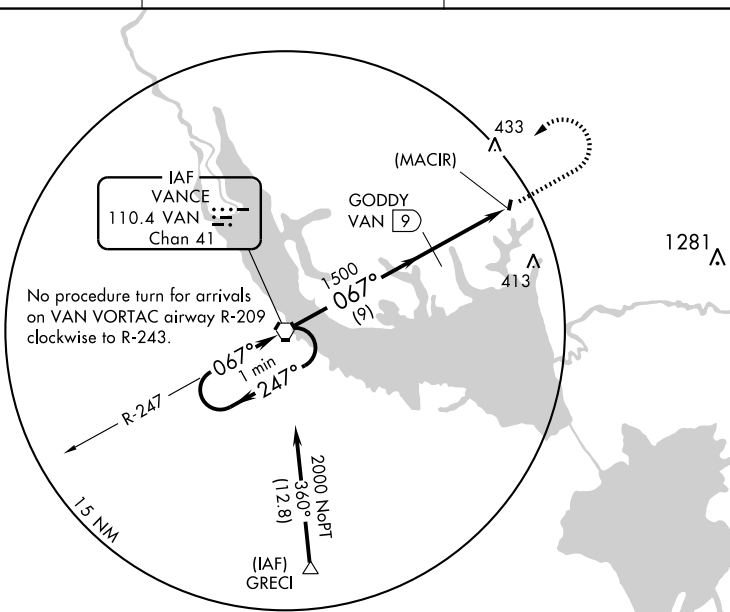 433
(MACIR)
IAF
VANCE
110.4 VAN
Chan 41
GODDY
VAN 9
1281
413
1500
067°
(9)
No procedure turn for arrivals
on VAN VORTAC airway R-209
clockwise to R-243.
067°
1 min
247°
R-247
2000 NoPT
360°
(12.8)
15 NM
(IAF)
GRECI